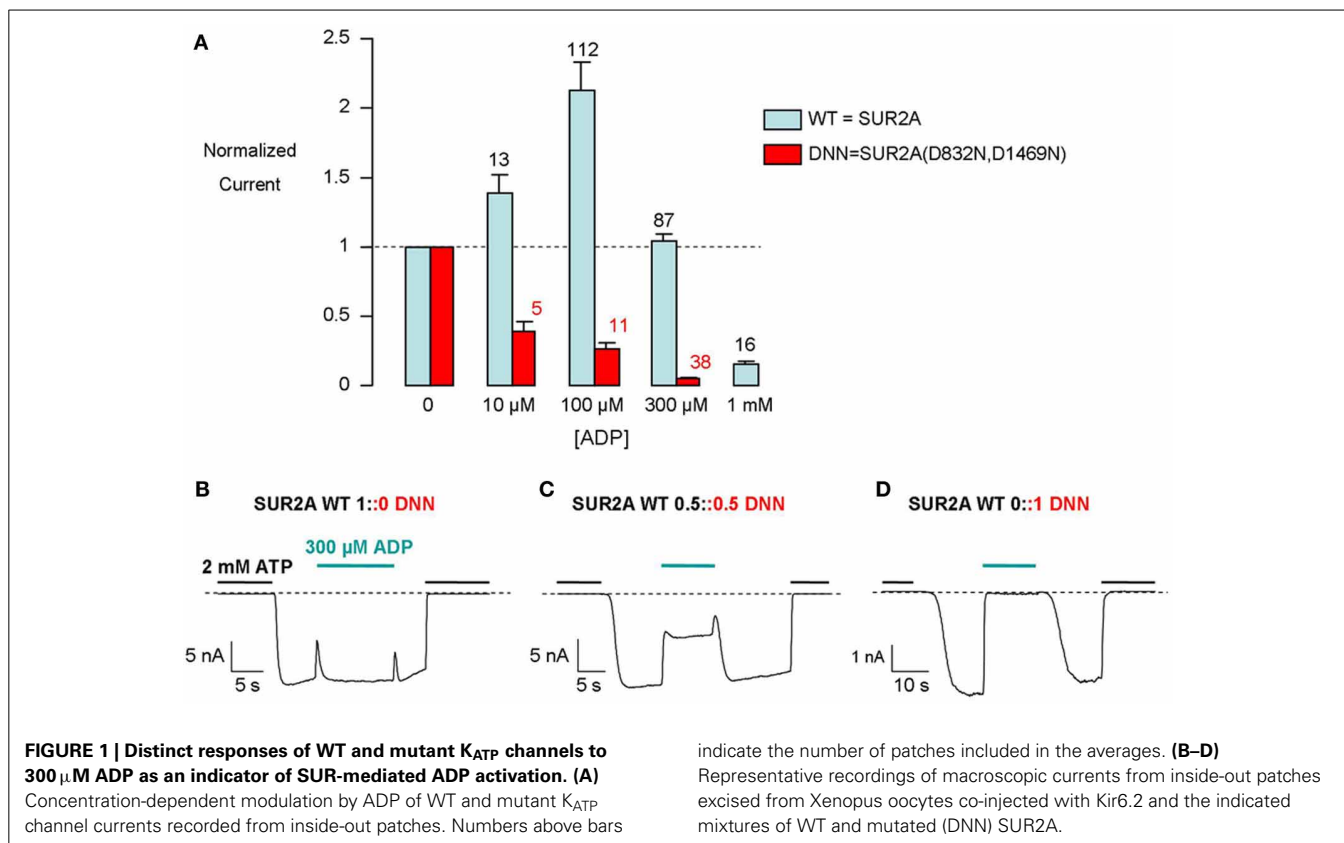 A
2.5
2
1.5
1
0.5
0
Normalized
Current
13
112
87
16
5
11
38
WT = SUR2A
DNN=SUR2A(D832N,D1469N)
0 10 µM 100 µM 300 µM 1 mM
[ADP]
B
SUR2A WT 1::0 DNN
300 µM ADP
2 mM ATP
5 nA
5 s
C
SUR2A WT 0.5::0.5 DNN
5 nA
5 s
D
SUR2A WT 0::1 DNN
1 nA
10 s
FIGURE 1 | Distinct responses of WT and mutant KATP channels to
300 µM ADP as an indicator of SUR-mediated ADP activation. (A)
Concentration-dependent modulation by ADP of WT and mutant KATP
channel currents recorded from inside-out patches. Numbers above bars
indicate the number of patches included in the averages. (B–D)
Representative recordings of macroscopic currents from inside-out patches
excised from Xenopus oocytes co-injected with Kir6.2 and the indicated
mixtures of WT and mutated (DNN) SUR2A.